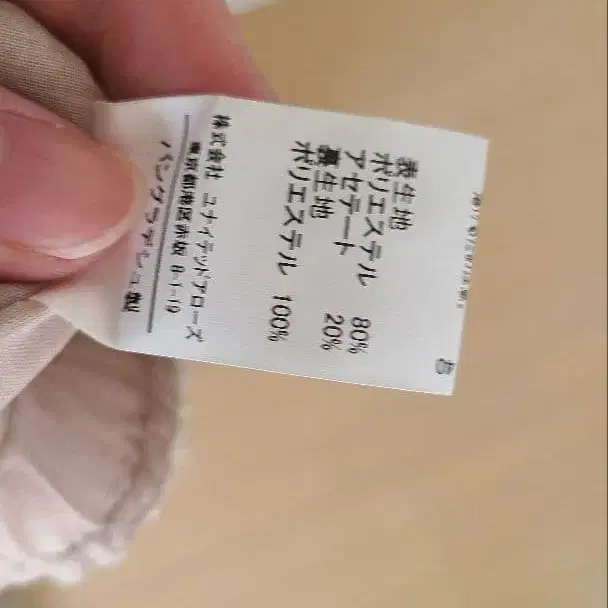 お
表生地
ポリエステル 80%
アセテート 20%
裏生地
ポリエステル 100%
株式会社 ユナイテッドアローズ
東京都港区赤坂 8-1-19
バングラデシュ製